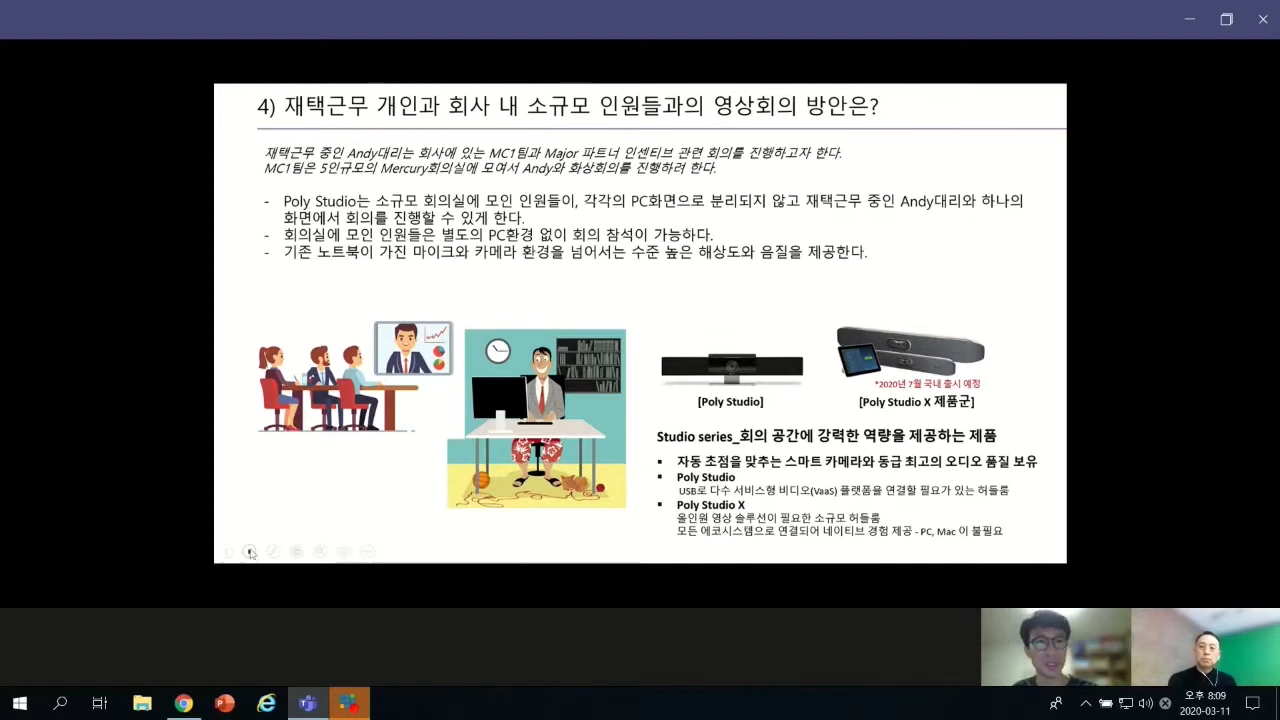 4) 재택근무 개인과 회사 내 소규모 인원들과의 영상회의 방안은?
재택근무 중인 Andy대리는 회사에 있는 MC1팀과 Major 파트너 인센티브 관련 회의를 진행하고자 한다.
MC1팀은 5인규모의 Mercury회의실에 모여서 Andy와 화상회의를 진행하려 한다.
- Poly Studio는 소규모 회의실에 모인 인원들이, 각각의 PC화면으로 분리되지 않고 재택근무 중인 Andy대리와 하나의
화면에서 회의를 진행할 수 있게 한다.
- 회의실에 모인 인원들은 별도의 PC환경 없이 회의 참석이 가능하다.
- 기존 노트북이 가진 마이크와 카메라 환경을 넘어서는 수준 높은 해상도와 음질을 제공한다.
*2020년 7월 국내 출시 예정
[Poly Studio]
[Poly Studio X 제품군]
Studio series_회의 공간에 강력한 역량을 제공하는 제품
▪ 자동 초점을 맞추는 스마트 카메라와 동급 최고의 오디오 품질 보유
▪ Poly Studio
USB로 다수 서비스형 비디오(VaaS) 플랫폼을 연결할 필요가 있는 허들룸
▪ Poly Studio X
올인원 영상 솔루션이 필요한 소규모 허들룸
모든 에코시스템으로 연결되어 네이티브 경험 제공 - PC, Mac 이 불필요
오후 8:09
2020-03-11